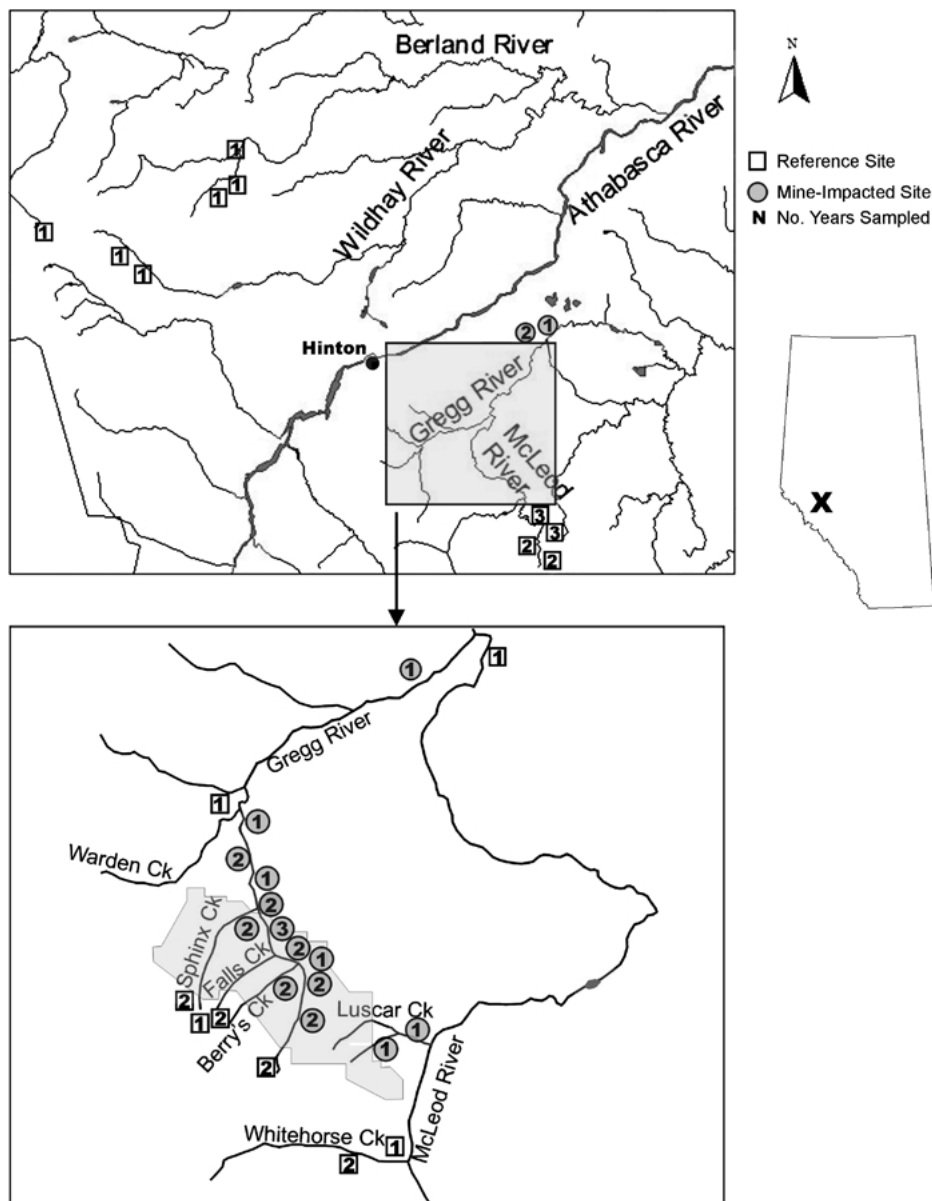 Berland River
Wildhay River
Athabasca River
1
1
1
1
1
1
Hinton
2
1
Gregg River
McLeod
River
3
3
2
2
N
Reference Site
Mine-Impacted Site
N No. Years Sampled
X
1
1
Gregg River
1
1
Warden Ck
2
1
2
Sphinx Ck
2
3
2
1
Falls Ck
2
2
Berry's Ck
2
1
2
2
Luscar Ck
1
1
2
McLeod River
Whitehorse Ck
1
2